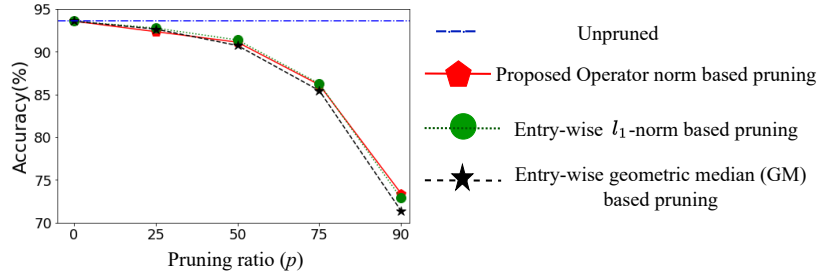 95
90
85
80
75
70
Accuracy(%)
0 25 50 75 90
Pruning ratio (p)
Unpruned
Proposed Operator norm based pruning
Entry-wise l₁-norm based pruning
Entry-wise geometric median (GM)
based pruning